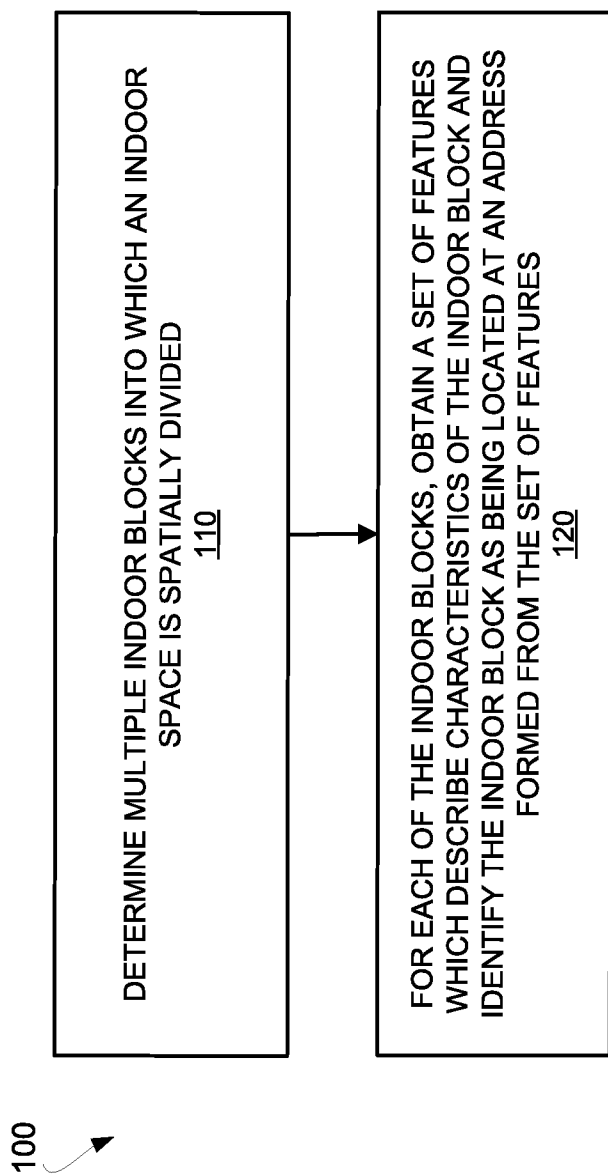 100
DETERMINE MULTIPLE INDOOR BLOCKS INTO WHICH AN INDOOR
SPACE IS SPATIALLY DIVIDED
110
FOR EACH OF THE INDOOR BLOCKS, OBTAIN A SET OF FEATURES
WHICH DESCRIBE CHARACTERISTICS OF THE INDOOR BLOCK AND
IDENTIFY THE INDOOR BLOCK AS BEING LOCATED AT AN ADDRESS
FORMED FROM THE SET OF FEATURES
120